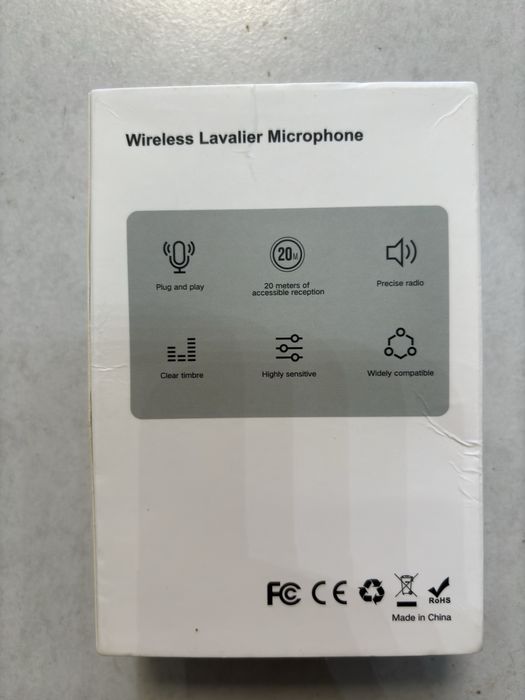 Wireless Lavalier Microphone
20M
Plug and play
20 meters of
accessible reception
Precise radio
Clear timbre
Highly sensitive
Widely compatible
FC CE RoHS
Made in China